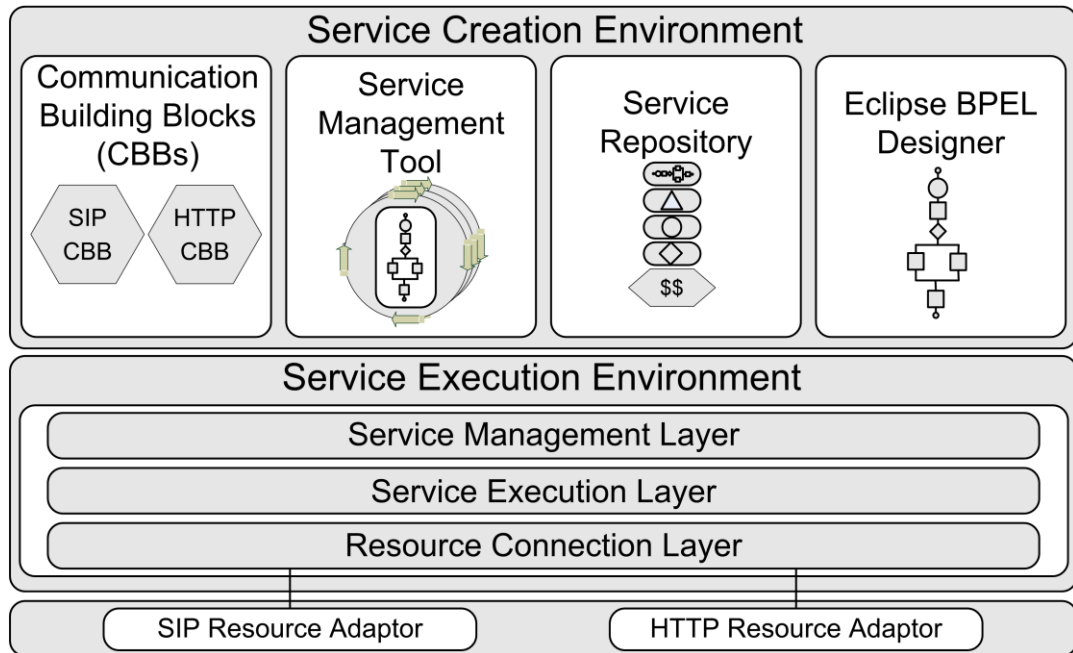 Service Creation Environment
Communication
Building Blocks
(CBBs)
SIP
CBB
HTTP
CBB
Service
Management
Tool
Service
Repository
$$
Eclipse BPEL
Designer
Service Execution Environment
Service Management Layer
Service Execution Layer
Resource Connection Layer
SIP Resource Adaptor
HTTP Resource Adaptor